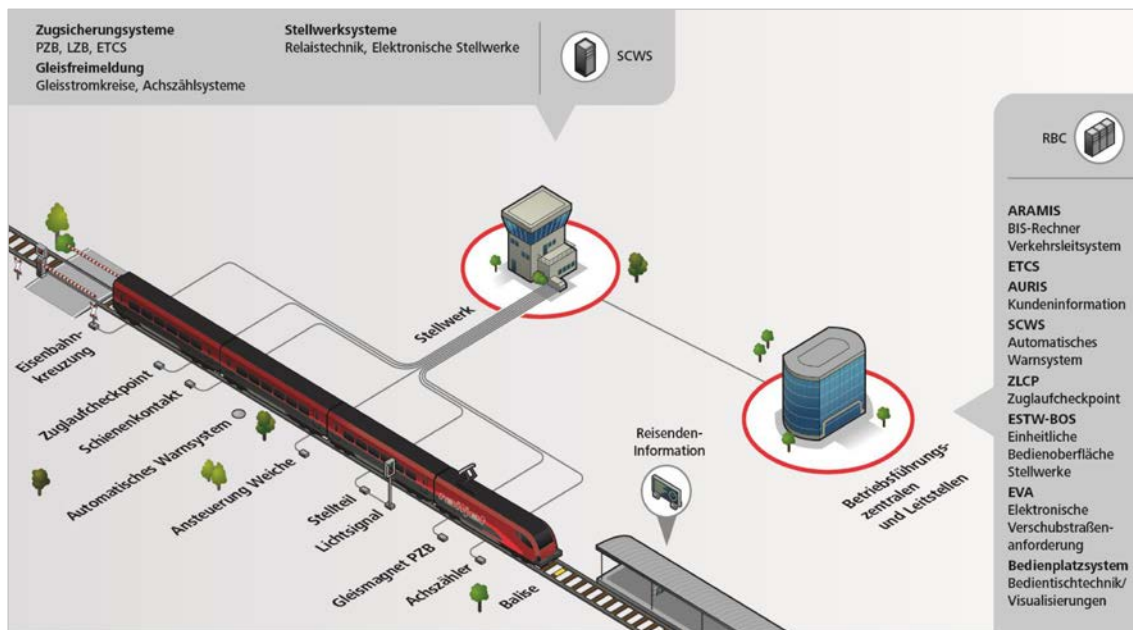 Zugsicherungsysteme
PZB, LZB, ETCS
Gleisfreimeldung
Gleisstromkreise, Achszählsysteme
Stellwerksysteme
Relaistechnik, Elektronische Stellwerke
SCWS
RBC
ARAMIS
BIS-Rechner
Verkehrsleitsystem
ETCS
AURIS
Kundeninformation
SCWS
Automatisches
Warnsystem
ZLCP
Zuglaufcheckpoint
ESTW-BOS
Einheitliche
Bedienoberfläche
Stellwerke
EVA
Elektronische
Verschubstraßen-
anforderung
Bedienplatzsystem
Bedientischtechnik/
Visualisierungen
Stellwerk
Eisenbahn-
kreuzung
Zuglaufcheckpoint
Schienenkontakt
Automatisches Warnsystem
Ansteuerung Weiche
Stellteil
Lichtsignal
Gleismagnet PZB
Achszähler
Balise
Reisenden-
Information
Betriebsführungs-
zentralen
und Leitstellen